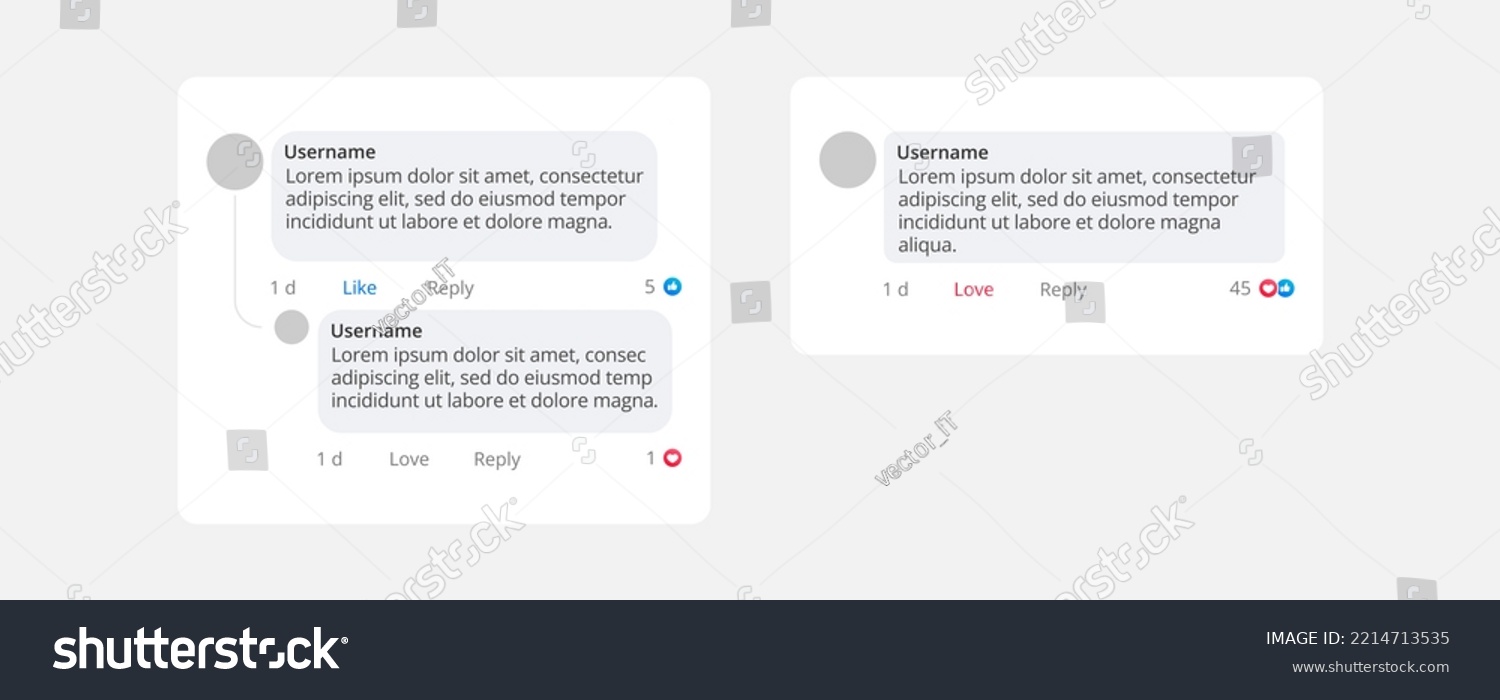 Username
Lorem ipsum dolor sit amet, consectetur
adipiscing elit, sed do eiusmod tempor
incididunt ut labore et dolore magna.
1 d Like Reply 5
Username
Lorem ipsum dolor sit amet, consec
adipiscing elit, sed do eiusmod temp
incididunt ut labore et dolore magna.
1 d Love Reply 1
Username
Lorem ipsum dolor sit amet, consectetur
adipiscing elit, sed do eiusmod tempor
incididunt ut labore et dolore magna
aliqua.
1 d Love Reply 45
shutterstock
shutterstock
shutterstock
vector_IT
vector_IT
erstock
erstock
shutterstock
IMAGE ID: 2214713535
www.shutterstock.com